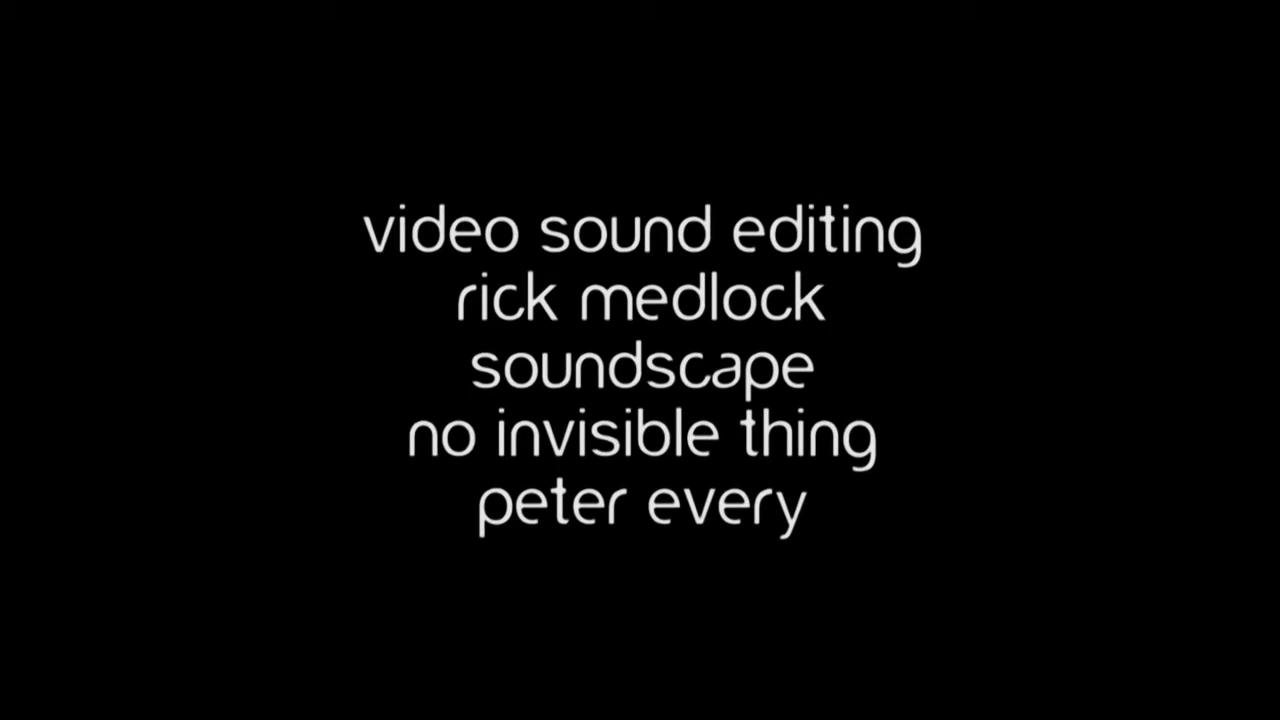 video sound editing
rick medlock
soundscape
no invisible thing
peter every